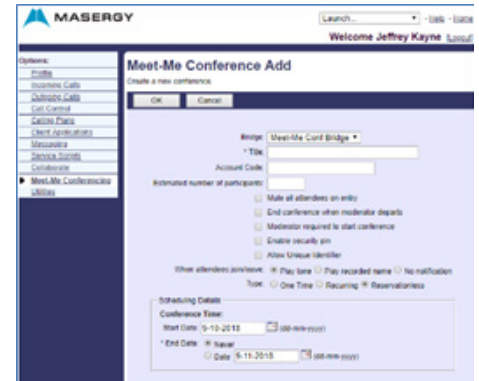 MASERGY
Launch... - Help - Home
Welcome Jeffrey Kayne [Logout]
Options:
Profile
Incoming Calls
Outgoing Calls
Call Control
Calling Plans
Client Applications
Messaging
Service Scripts
Collaborate
Meet-Me Conferencing
Utilities
Meet-Me Conference Add
Create a new conference.
OK Cancel
Bridge: Meet-Me Conf Bridge
* Title:
Account Code:
Estimated number of participants:
Mute all attendees on entry
End conference when moderator departs
Moderator required to start conference
Enable security pin
Allow Unique Identifier
When attendees join/leave: Play tone Play recorded name No notification
Type: One Time Recurring Reservationless
Scheduling Details
Conference Time:
Start Date: 5-10-2018 (dd-mm-yyyy)
* End Date: Never
Date 5-11-2018 (dd-mm-yyyy)